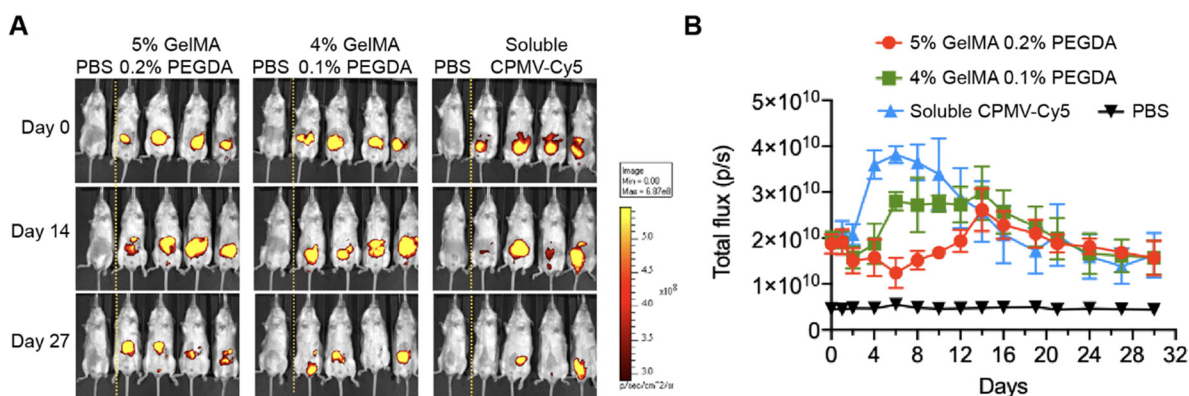 A
5% GelMA
PBS 0.2% PEGDA
4% GelMA
PBS 0.1% PEGDA
Soluble
PBS CPMV-Cy5
Day 0
Day 14
Day 27
Image
Min = 0.00
Max = 6.87e8
5.0
4.5
x10⁸
4.0
3.5
3.0
p/sec/cm^2/sr
B
5% GelMA 0.2% PEGDA
4% GelMA 0.1% PEGDA
Soluble CPMV-Cy5
PBS
5×10¹⁰
4×10¹⁰
3×10¹⁰
2×10¹⁰
1×10¹⁰
0
Total flux (p/s)
0 4 8 12 16 20 24 28 32
Days